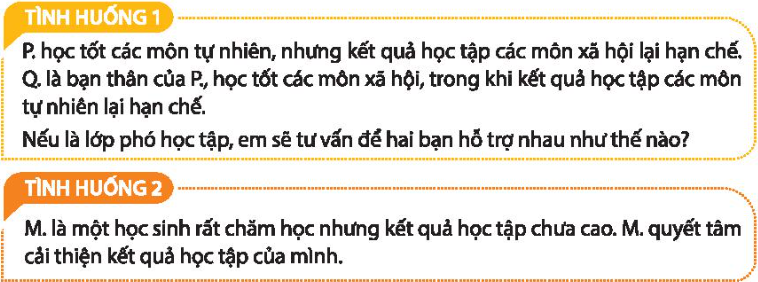 TÌNH HUỐNG 1
P. học tốt các môn tự nhiên, nhưng kết quả học tập các môn xã hội lại hạn chế.
Q. là bạn thân của P., học tốt các môn xã hội, trong khi kết quả học tập các môn
tự nhiên lại hạn chế.
Nếu là lớp phó học tập, em sẽ tư vấn để hai bạn hỗ trợ nhau như thế nào?
TÌNH HUỐNG 2
M. là một học sinh rất chăm học nhưng kết quả học tập chưa cao. M. quyết tâm
cải thiện kết quả học tập của mình.